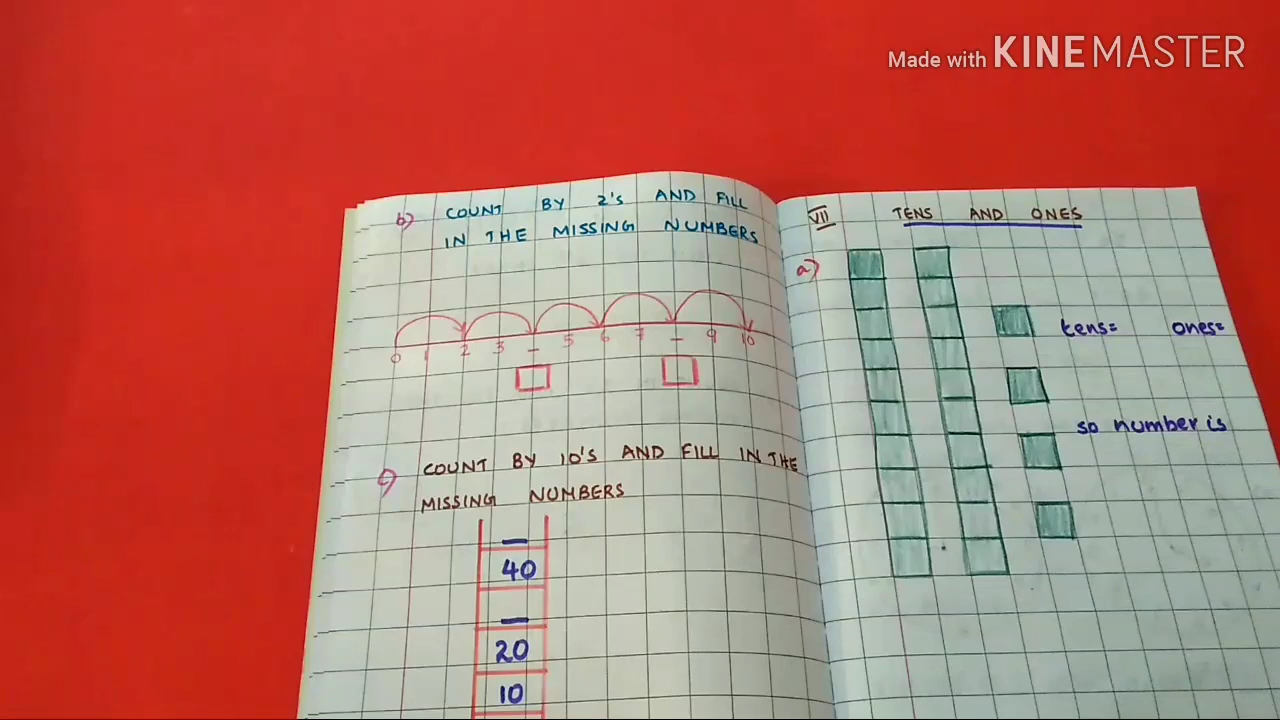 Made with KINEMASTER
b) COUNT BY 2's AND FILL
IN THE MISSING NUMBERS
0 1 2 3 _ 5 6 7 _ 9 10
c) COUNT BY 10's AND FILL IN THE
MISSING NUMBERS
_
40
_
20
10
VII TENS AND ONES
a)
tens= ones=
so number is